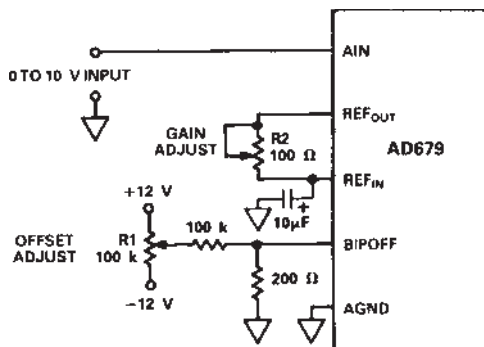 AIN
0 TO 10 V INPUT
REFOUT
GAIN
ADJUST
R2
100 Ω
AD679
REFIN
+
10µF
+12 V
OFFSET
ADJUST
R1
100 k
100 k
BIPOFF
200 Ω
−12 V
AGND